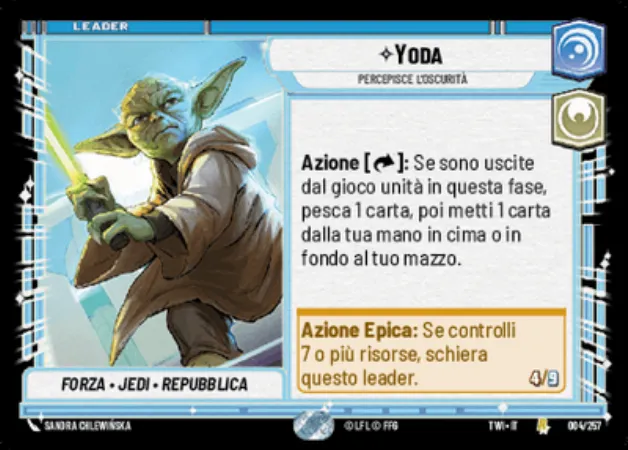 LEADER
YODA
PERCEPISCE L'OSCURITÀ
Azione [ ]: Se sono uscite
dal gioco unità in questa fase,
pesca 1 carta, poi metti 1 carta
dalla tua mano in cima o in
fondo al tuo mazzo.
Azione Epica: Se controlli
7 o più risorse, schiera
questo leader.
4/9
FORZA • JEDI • REPUBBLICA
SANDRA CHLEWIŃSKA
© LFL © FFG
TWI • IT
004/257